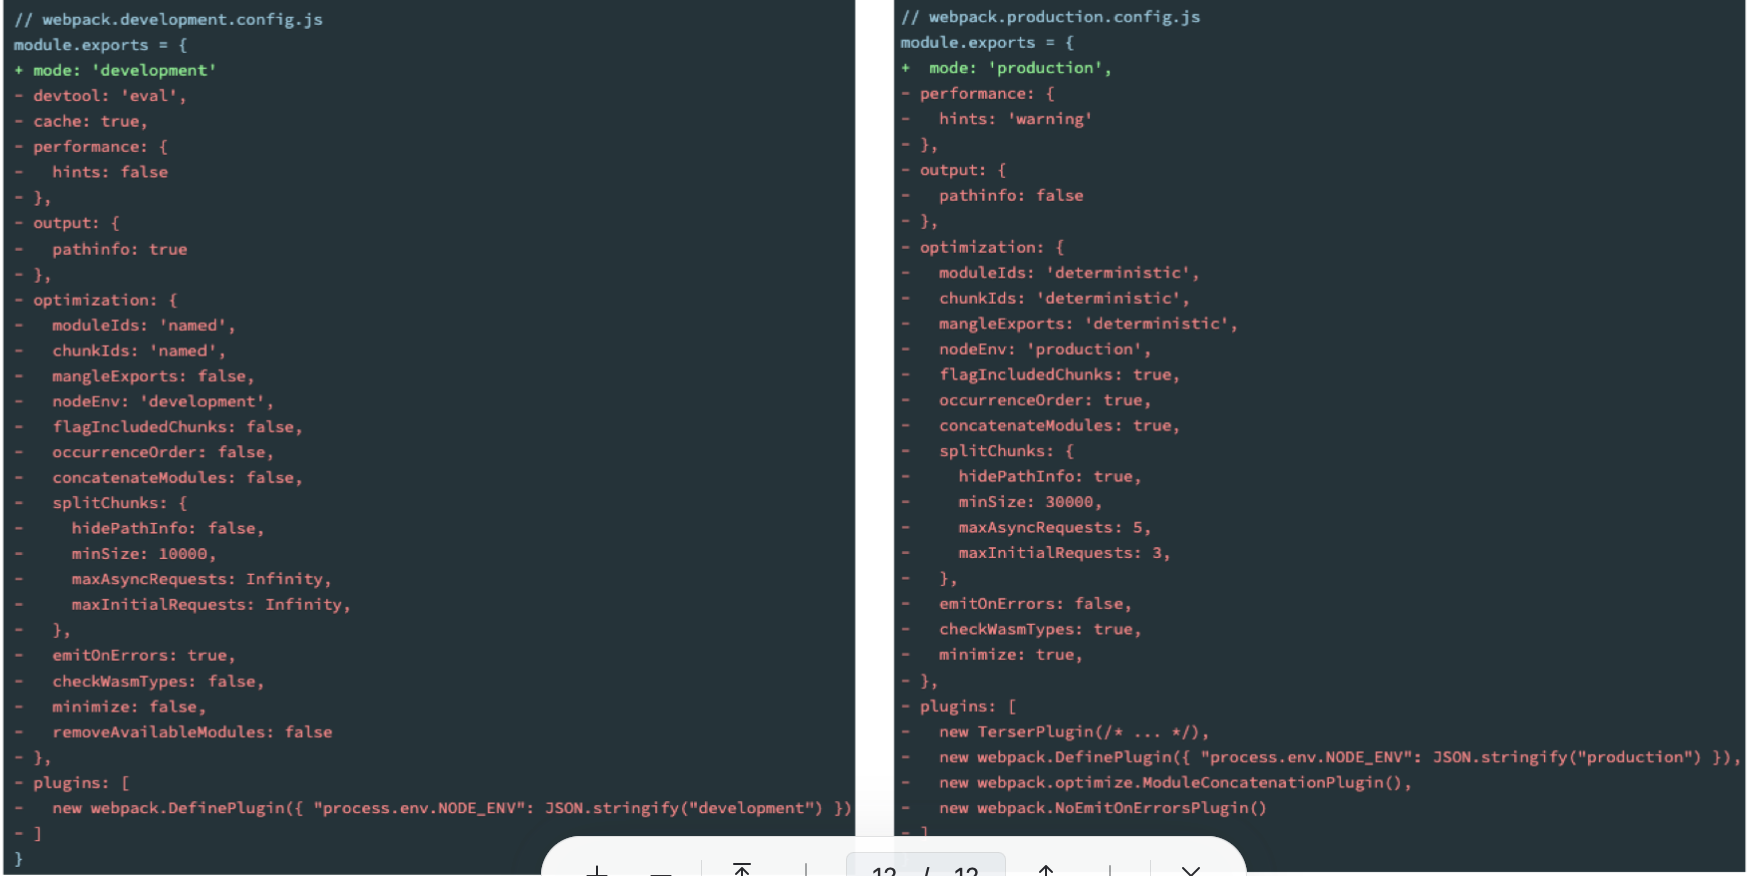 // webpack.development.config.js
module.exports = {
+ mode: 'development'
- devtool: 'eval',
- cache: true,
- performance: {
-   hints: false
- },
- output: {
-   pathinfo: true
- },
- optimization: {
-   moduleIds: 'named',
-   chunkIds: 'named',
-   mangleExports: false,
-   nodeEnv: 'development',
-   flagIncludedChunks: false,
-   occurrenceOrder: false,
-   concatenateModules: false,
-   splitChunks: {
-     hidePathInfo: false,
-     minSize: 10000,
-     maxAsyncRequests: Infinity,
-     maxInitialRequests: Infinity,
-   },
-   emitOnErrors: true,
-   checkWasmTypes: false,
-   minimize: false,
-   removeAvailableModules: false
- },
- plugins: [
-   new webpack.DefinePlugin({ "process.env.NODE_ENV": JSON.stringify("development") })
- ]
}
// webpack.production.config.js
module.exports = {
+  mode: 'production',
- performance: {
-   hints: 'warning'
- },
- output: {
-   pathinfo: false
- },
- optimization: {
-   moduleIds: 'deterministic',
-   chunkIds: 'deterministic',
-   mangleExports: 'deterministic',
-   nodeEnv: 'production',
-   flagIncludedChunks: true,
-   occurrenceOrder: true,
-   concatenateModules: true,
-   splitChunks: {
-     hidePathInfo: true,
-     minSize: 30000,
-     maxAsyncRequests: 5,
-     maxInitialRequests: 3,
-   },
-   emitOnErrors: false,
-   checkWasmTypes: true,
-   minimize: true,
- },
- plugins: [
-   new TerserPlugin(/* ... */),
-   new webpack.DefinePlugin({ "process.env.NODE_ENV": JSON.stringify("production") }),
-   new webpack.optimize.ModuleConcatenationPlugin(),
-   new webpack.NoEmitOnErrorsPlugin()
- ]
12 / 12